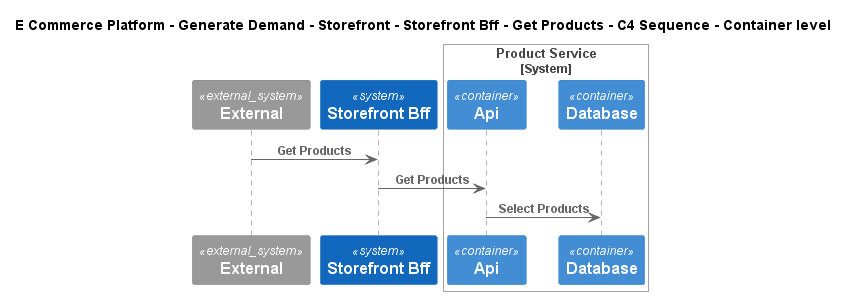 E Commerce Platform - Generate Demand - Storefront - Storefront Bff - Get Products - C4 Sequence - Container level
Product Service
[System]
«external_system»
External
«system»
Storefront Bff
«container»
Api
«container»
Database
Get Products
Get Products
Select Products
«external_system»
External
«system»
Storefront Bff
«container»
Api
«container»
Database